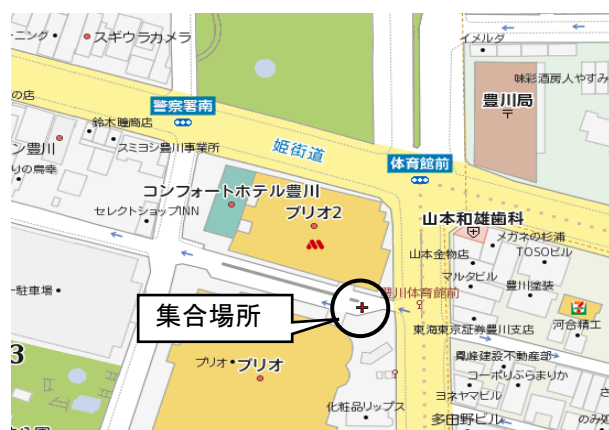 ーニング
スギウラカメラ
イメルダ
味彩酒房人やすみ
の店
警察署南
豊川局
鈴木睡商店
姫街道
ン豊川
スミヨシ豊川事業所
体育館前
りの鳥幸
コンフォートホテル豊川
セレクトショップINN
プリオ2
山本和雄歯科
メガネの杉浦
山本金物店
TOSOビル
マルタビル
豊川体育館前
豊川塗装
ー駐車場
集合場所
河合精工
東海東京証券豊川支店
3
プリオ
プリオ
鳳峰建設不動産部
コーポりぶらまりか
ヨネヤマビル
化粧品リップス
多田野ビル